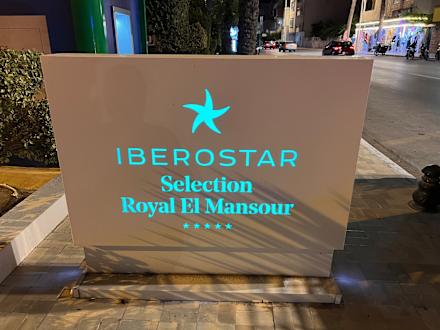 IBEROSTAR
Selection
Royal El Mansour
★★★★★